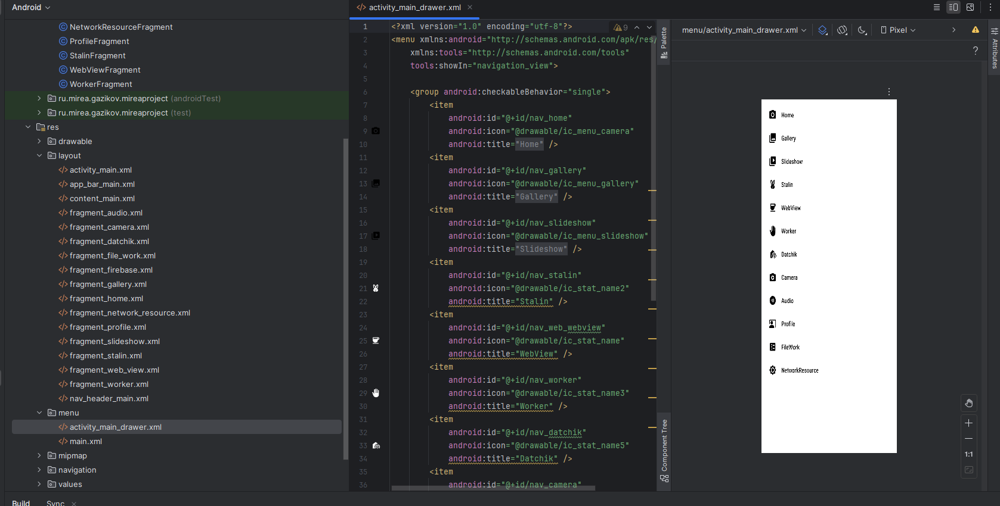 Android
NetworkResourceFragment
ProfileFragment
StalinFragment
WebViewFragment
WorkerFragment
ru.mirea.gazikov.mireaproject (androidTest)
ru.mirea.gazikov.mireaproject (test)
res
drawable
layout
activity_main.xml
app_bar_main.xml
content_main.xml
fragment_audio.xml
fragment_camera.xml
fragment_datchik.xml
fragment_file_work.xml
fragment_firebase.xml
fragment_gallery.xml
fragment_home.xml
fragment_network_resource.xml
fragment_profile.xml
fragment_slideshow.xml
fragment_stalin.xml
fragment_web_view.xml
fragment_worker.xml
nav_header_main.xml
menu
activity_main_drawer.xml
main.xml
mipmap
navigation
values
Build Sync
activity_main_drawer.xml
9
1 <?xml version="1.0" encoding="utf-8"?>
2 <menu xmlns:android="http://schemas.android.com/apk/res/
3 xmlns:tools="http://schemas.android.com/tools"
4 tools:showIn="navigation_view">
5
6 <group android:checkableBehavior="single">
7 <item
8 android:id="@+id/nav_home"
9 android:icon="@drawable/ic_menu_camera"
10 android:title="Home" />
11 <item
12 android:id="@+id/nav_gallery"
13 android:icon="@drawable/ic_menu_gallery"
14 android:title="Gallery" />
15 <item
16 android:id="@+id/nav_slideshow"
17 android:icon="@drawable/ic_menu_slideshow"
18 android:title="Slideshow" />
19 <item
20 android:id="@+id/nav_stalin"
21 android:icon="@drawable/ic_stat_name2"
22 android:title="Stalin" />
23 <item
24 android:id="@+id/nav_web_webview"
25 android:icon="@drawable/ic_stat_name"
26 android:title="WebView" />
27 <item
28 android:id="@+id/nav_worker"
29 android:icon="@drawable/ic_stat_name3"
30 android:title="Worker" />
31 <item
32 android:id="@+id/nav_datchik"
33 android:icon="@drawable/ic_stat_name5"
34 android:title="Datchik" />
35 <item
36 android:id="@+id/nav_camera"
Palette
Component Tree
menu/activity_main_drawer.xml
Pixel
?
Attributes
Home
Gallery
Slideshow
Stalin
WebView
Worker
Datchik
Camera
Audio
Profile
FileWork
NetworkResource
1:1